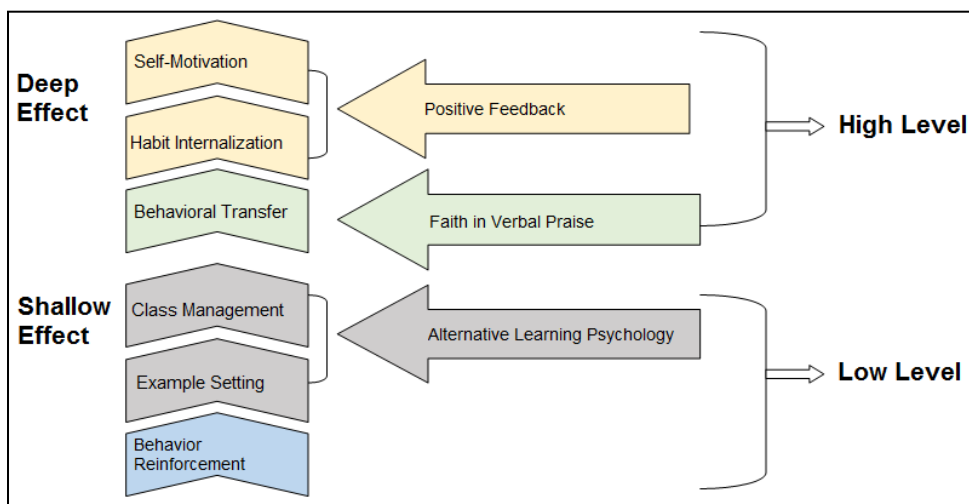 Self-Motivation
Deep
Effect
Positive Feedback
High Level
Habit Internalization
Behavioral Transfer
Faith in Verbal Praise
Shallow
Effect
Class Management
Alternative Learning Psychology
Low Level
Example Setting
Behavior
Reinforcement